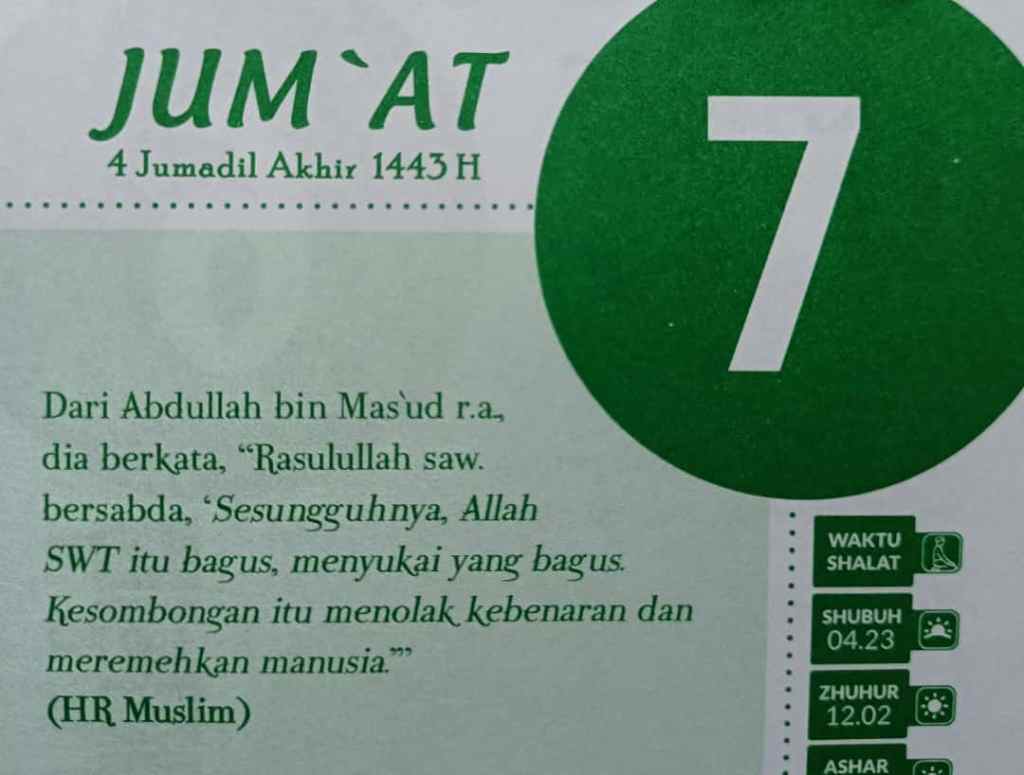 JUM`AT
4 Jumadil Akhir 1443 H
7
Dari Abdullah bin Mas`ud r.a.,
dia berkata, “Rasulullah saw.
bersabda, ‘Sesungguhnya, Allah
SWT itu bagus, menyukai yang bagus.
Kesombongan itu menolak kebenaran dan
meremehkan manusia.’”
(HR Muslim)
WAKTU
SHALAT
SHUBUH
04.23
ZHUHUR
12.02
ASHAR